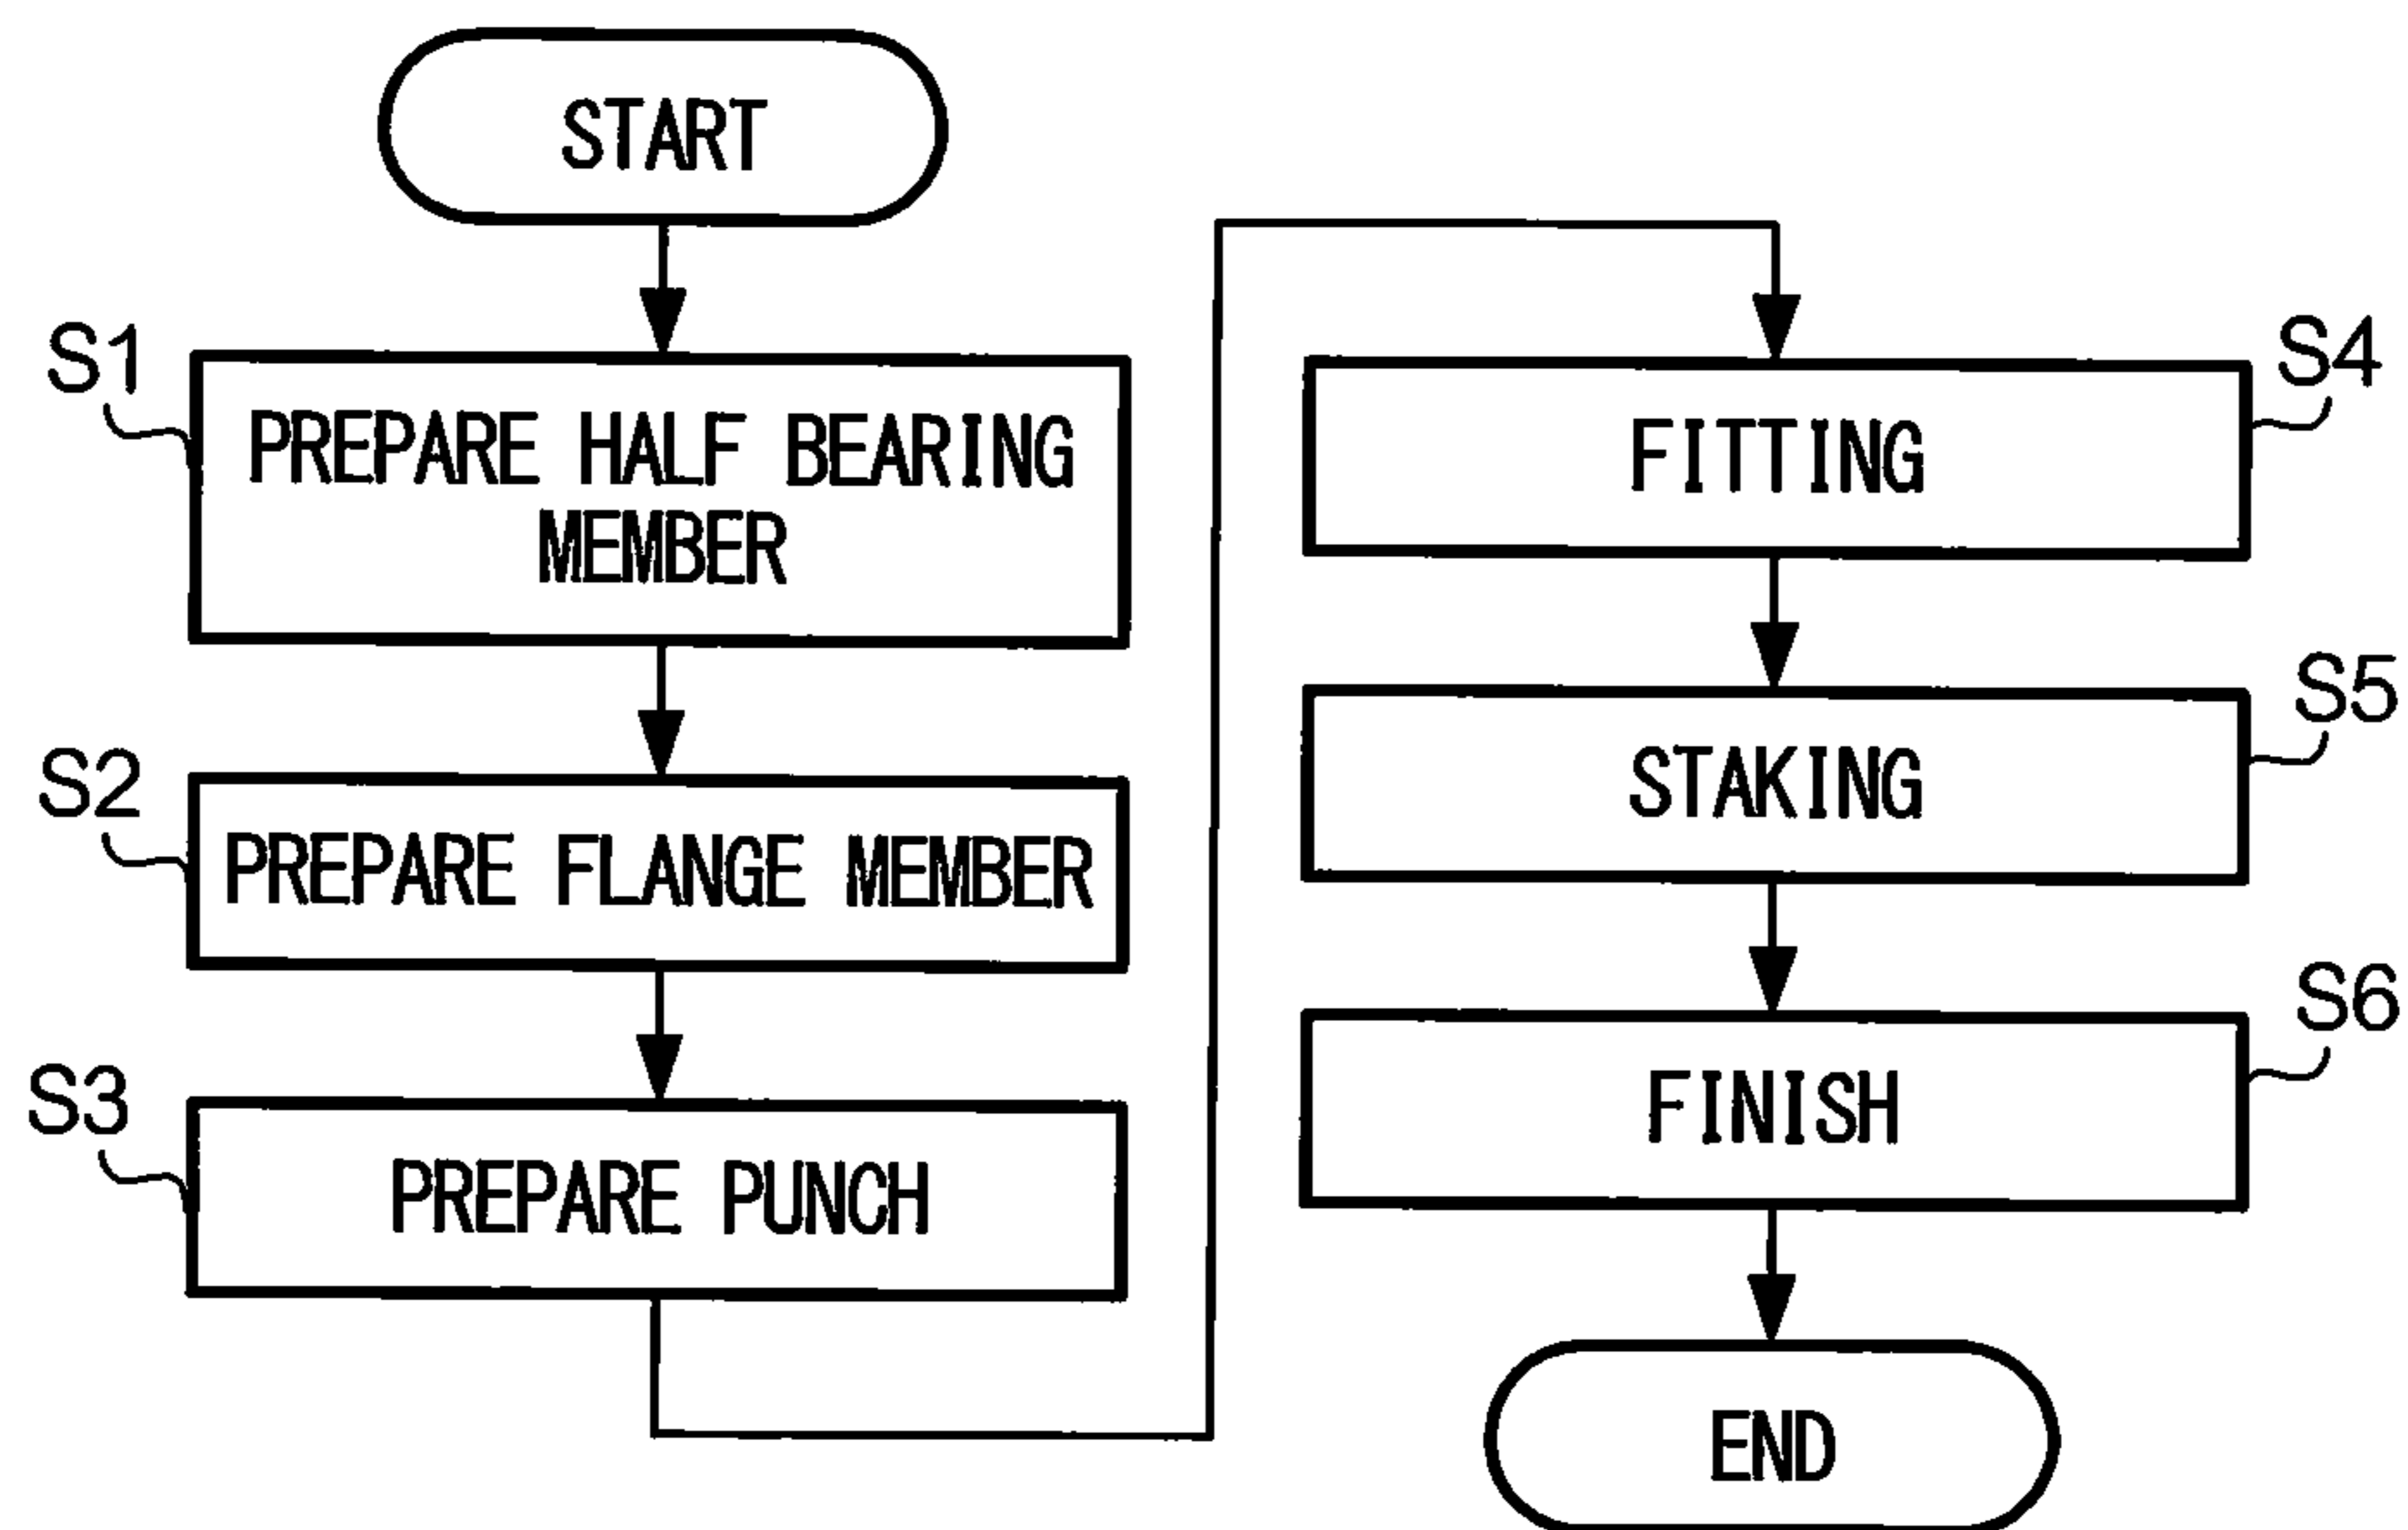 START
S1
PREPARE HALF BEARING
MEMBER
S2
PREPARE FLANGE MEMBER
S3
PREPARE PUNCH
S4
FITTING
S5
STAKING
S6
FINISH
END